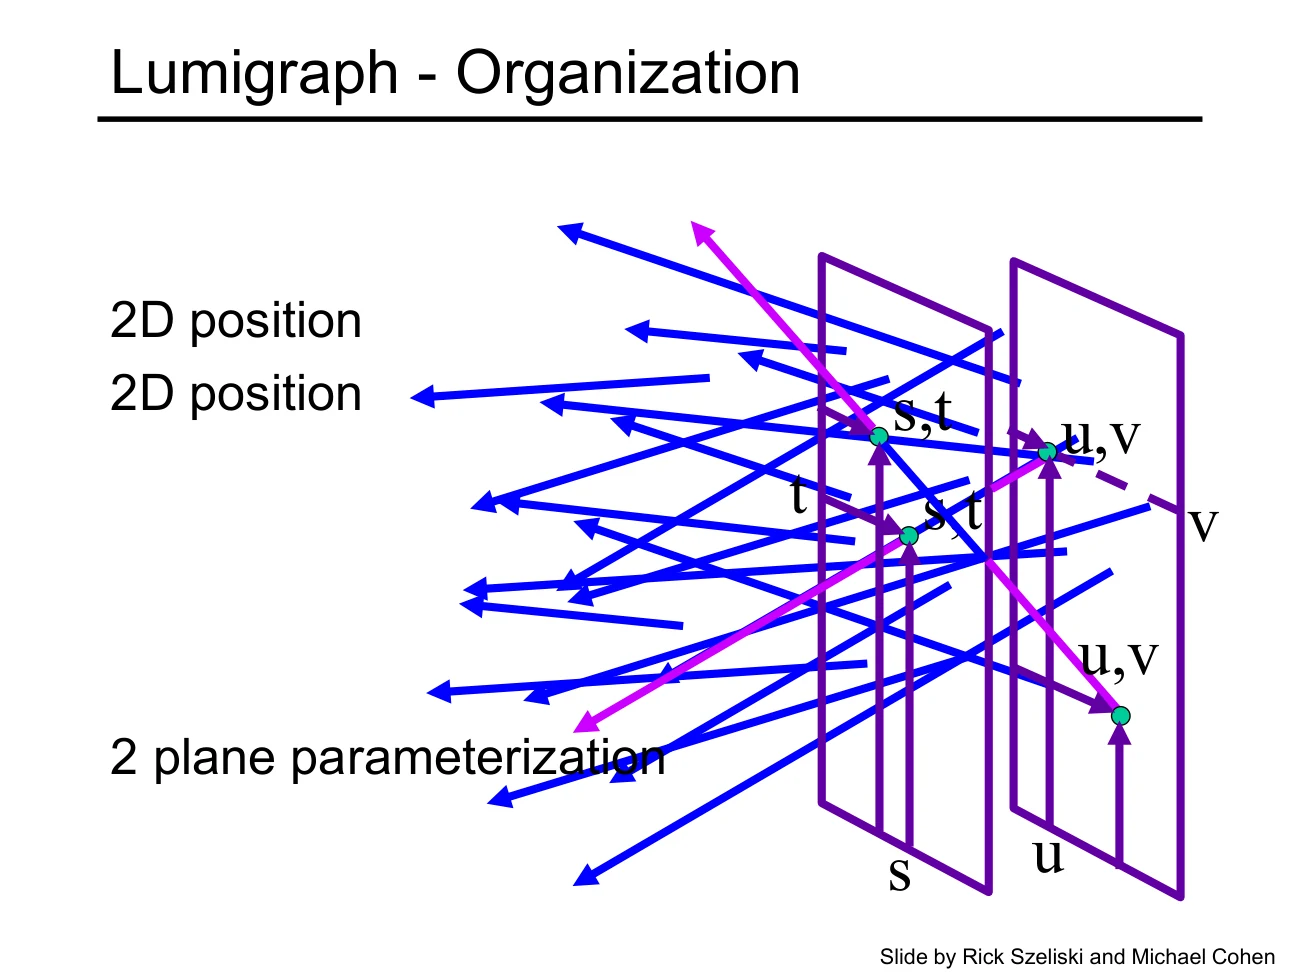 Lumigraph - Organization
2D position
2D position
s,t
u,v
t
s,t
v
u,v
2 plane parameterization
u
s
Slide by Rick Szeliski and Michael Cohen